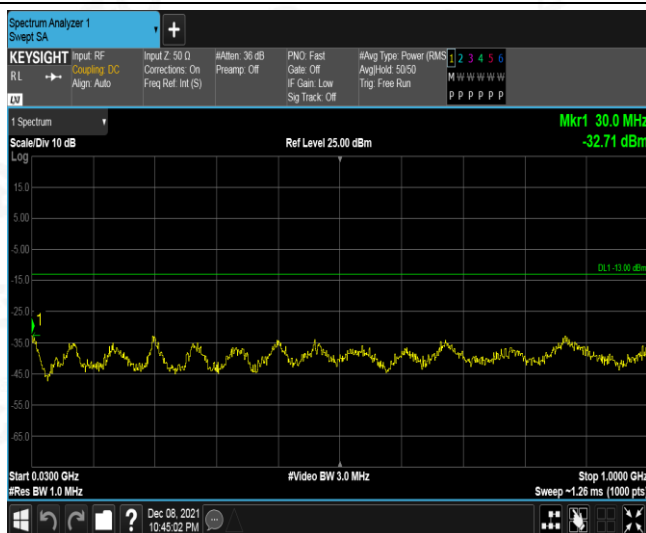 Spectrum Analyzer 1
Swept SA
KEYSIGHT
RL
LXI
Input: RF
Coupling: DC
Align: Auto
Input Z: 50 Ω
Corrections: On
Freq Ref: Int (S)
#Atten: 36 dB
Preamp: Off
PNO: Fast
Gate: Off
IF Gain: Low
Sig Track: Off
#Avg Type: Power (RMS
Avg|Hold: 50/50
Trig: Free Run
1 2 3 4 5 6
M W W W W W
P P P P P P
1 Spectrum
Mkr1 30.0 MHz
Scale/Div 10 dB
Ref Level 25.00 dBm
-32.71 dBm
Log
15.0
5.00
-5.00
DL1 -13.00 dBm
-15.0
-25.0
1
-35.0
-45.0
-55.0
-65.0
Start 0.0300 GHz
#Video BW 3.0 MHz
Stop 1.0000 GHz
#Res BW 1.0 MHz
Sweep ~1.26 ms (1000 pts)
?
Dec 08, 2021
10:45:02 PM